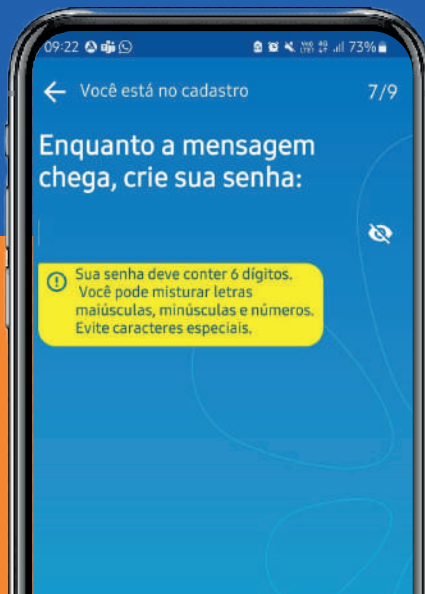 09:22
73%
Você está no cadastro 7/9
Enquanto a mensagem
chega, crie sua senha:
Sua senha deve conter 6 dígitos.
Você pode misturar letras
maiúsculas, minúsculas e números.
Evite caracteres especiais.